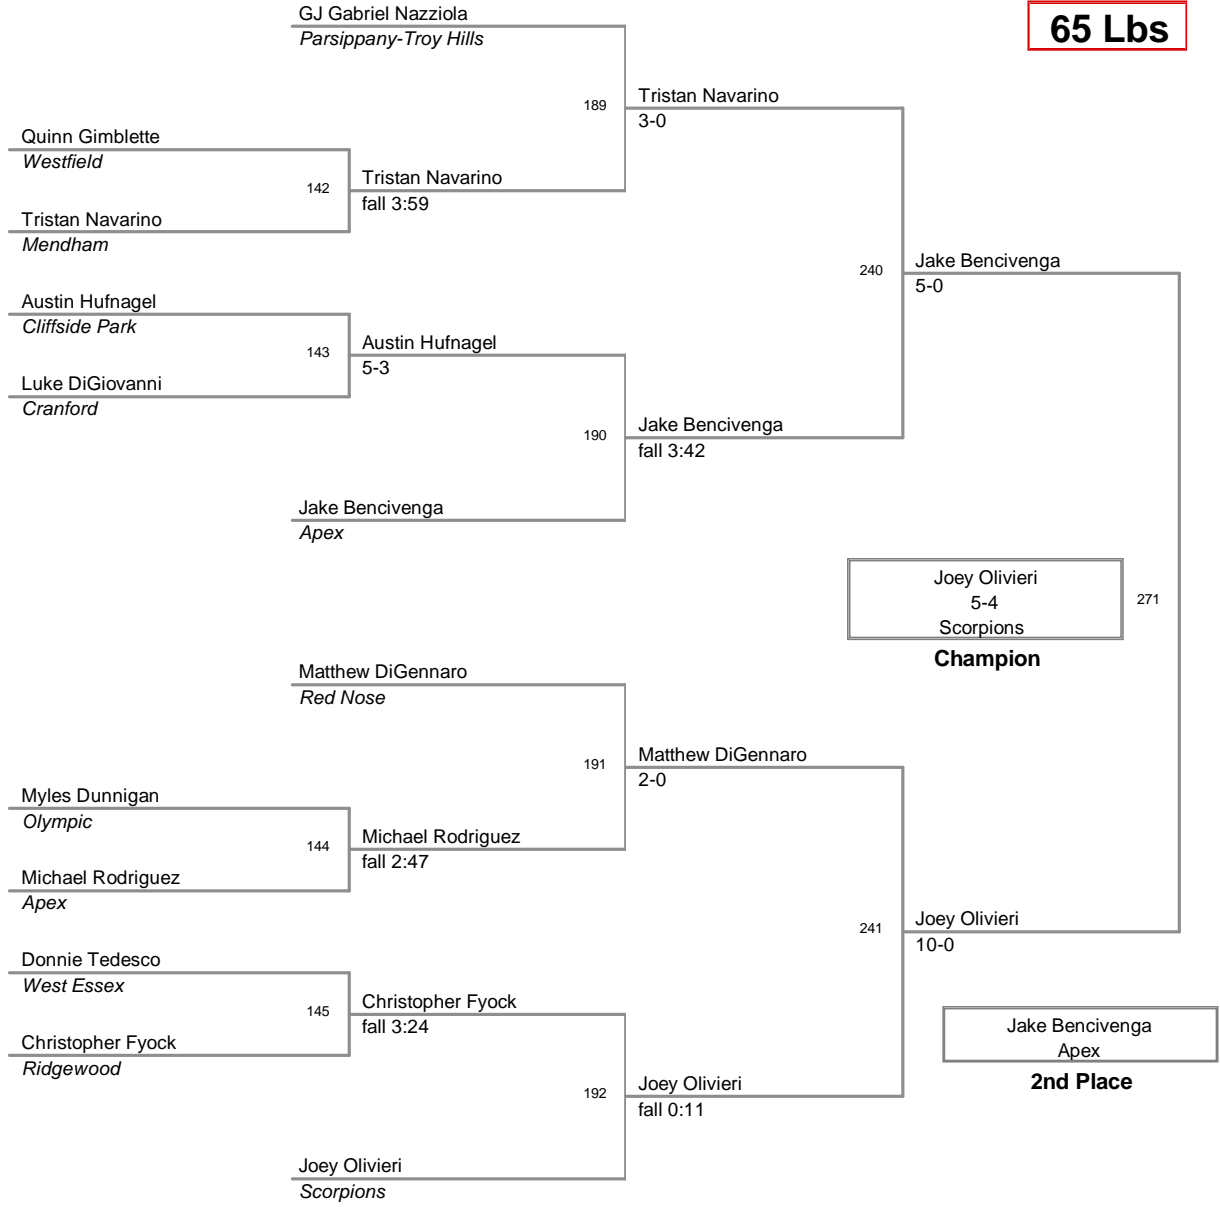 GJ Gabriel Nazziola
Parsippany-Troy Hills
65 Lbs
189
Tristan Navarino
3-0
Quinn Gimblette
Westfield
142
Tristan Navarino
fall 3:59
Tristan Navarino
Mendham
240
Jake Bencivenga
5-0
Austin Hufnagel
Cliffside Park
143
Austin Hufnagel
5-3
Luke DiGiovanni
Cranford
190
Jake Bencivenga
fall 3:42
Jake Bencivenga
Apex
Joey Olivieri
5-4
Scorpions
Champion
271
Matthew DiGennaro
Red Nose
191
Matthew DiGennaro
2-0
Myles Dunnigan
Olympic
144
Michael Rodriguez
fall 2:47
Michael Rodriguez
Apex
241
Joey Olivieri
10-0
Donnie Tedesco
West Essex
145
Christopher Fyock
fall 3:24
Christopher Fyock
Ridgewood
Jake Bencivenga
Apex
2nd Place
192
Joey Olivieri
fall 0:11
Joey Olivieri
Scorpions